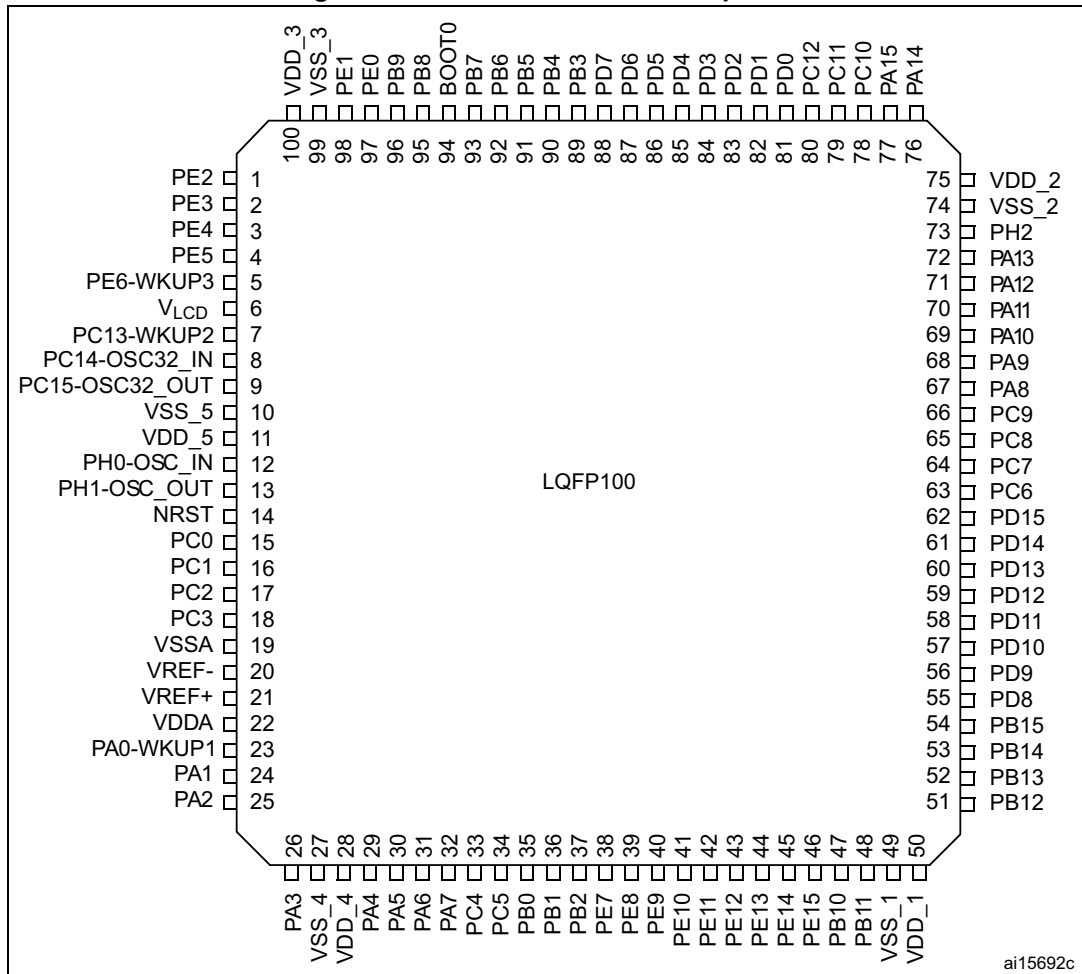 VDD_3
VSS_3
PE1
PE0
PB9
PB8
BOOT0
PB7
PB6
PB5
PB4
PB3
PD7
PD6
PD5
PD4
PD3
PD2
PD1
PD0
PC12
PC11
PC10
PA15
PA14
100
99
98
97
96
95
94
93
92
91
90
89
88
87
86
85
84
83
82
81
80
79
78
77
76
PE2 1
PE3 2
PE4 3
PE5 4
PE6-WKUP3 5
VLCD 6
PC13-WKUP2 7
PC14-OSC32_IN 8
PC15-OSC32_OUT 9
VSS_5 10
VDD_5 11
PH0-OSC_IN 12
PH1-OSC_OUT 13
NRST 14
PC0 15
PC1 16
PC2 17
PC3 18
VSSA 19
VREF- 20
VREF+ 21
VDDA 22
PA0-WKUP1 23
PA1 24
PA2 25
LQFP100
75 VDD_2
74 VSS_2
73 PH2
72 PA13
71 PA12
70 PA11
69 PA10
68 PA9
67 PA8
66 PC9
65 PC8
64 PC7
63 PC6
62 PD15
61 PD14
60 PD13
59 PD12
58 PD11
57 PD10
56 PD9
55 PD8
54 PB15
53 PB14
52 PB13
51 PB12
26
27
28
29
30
31
32
33
34
35
36
37
38
39
40
41
42
43
44
45
46
47
48
49
50
PA3
VSS_4
VDD_4
PA4
PA5
PA6
PA7
PC4
PC5
PB0
PB1
PB2
PE7
PE8
PE9
PE10
PE11
PE12
PE13
PE14
PE15
PB10
PB11
VSS_1
VDD_1
ai15692c